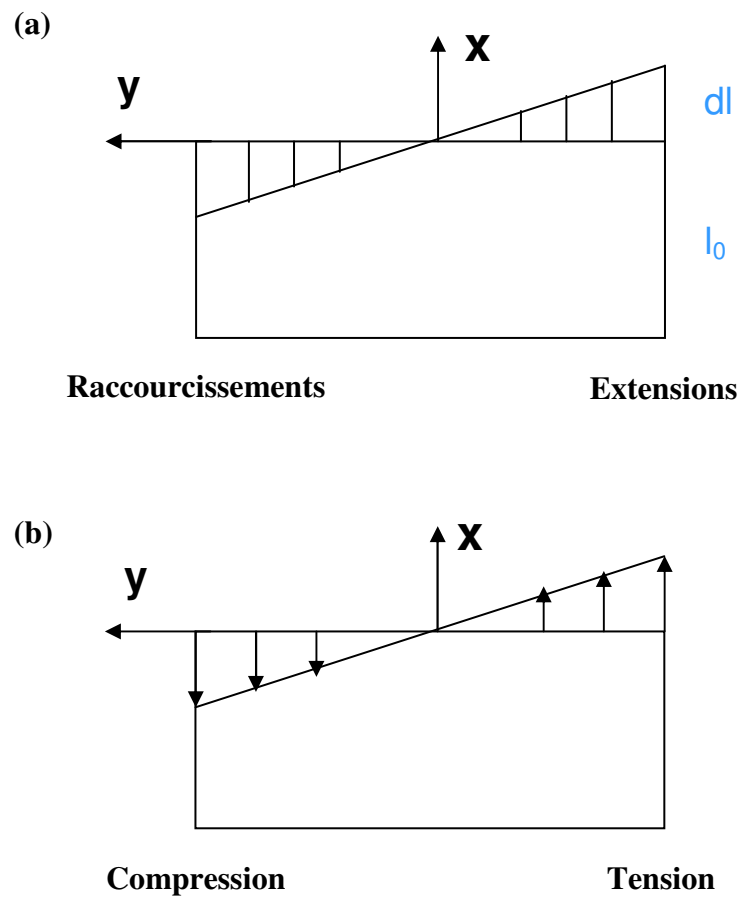 (a)
x
y
dl
l₀
Raccourcissements Extensions
(b)
x
y
Compression Tension